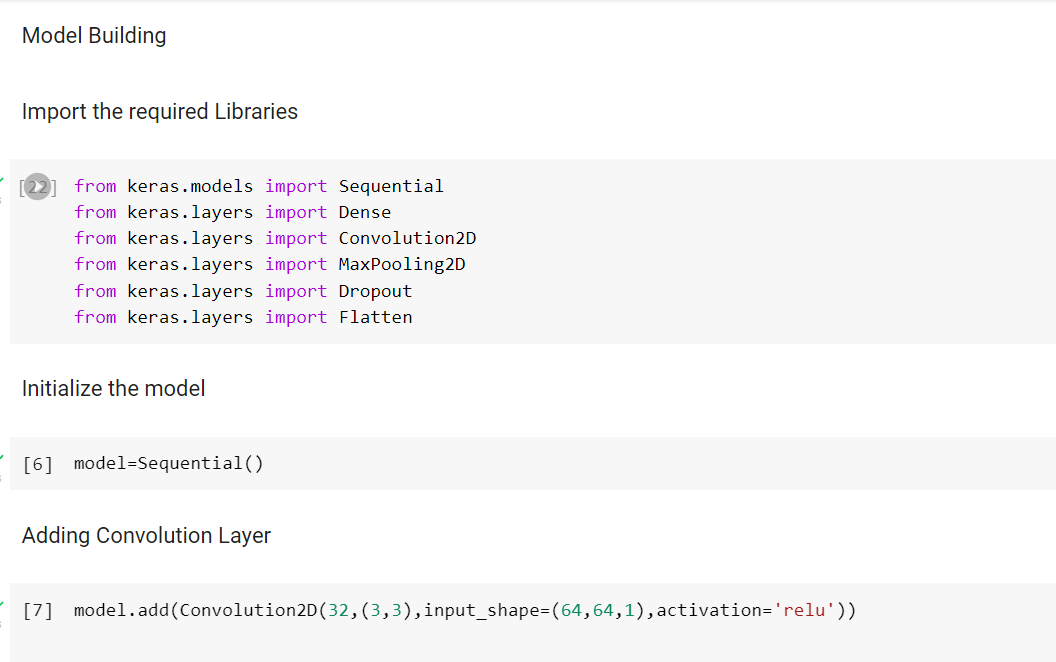 Model Building
Import the required Libraries
[22] from keras.models import Sequential
from keras.layers import Dense
from keras.layers import Convolution2D
from keras.layers import MaxPooling2D
from keras.layers import Dropout
from keras.layers import Flatten
Initialize the model
[6] model=Sequential()
Adding Convolution Layer
[7] model.add(Convolution2D(32,(3,3),input_shape=(64,64,1),activation='relu'))